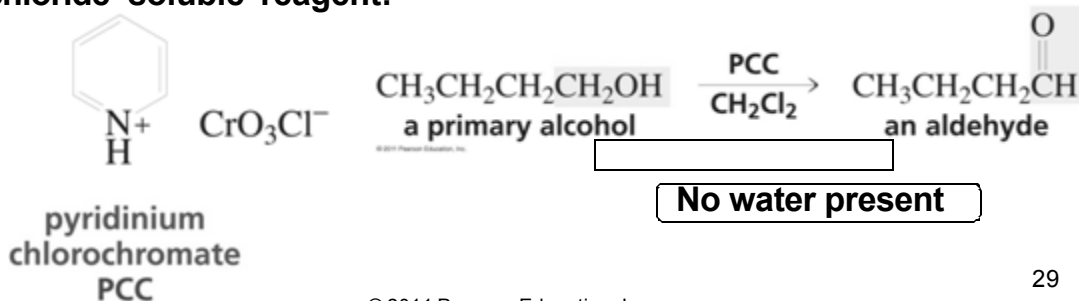 chloride soluble reagent.
N+
H
CrO₃Cl⁻
pyridinium
chlorochromate
PCC
CH₃CH₂CH₂CH₂OH
a primary alcohol
© 2011 Pearson Education, Inc.
PCC
CH₂Cl₂
O
CH₃CH₂CH₂CH
an aldehyde
No water present
29